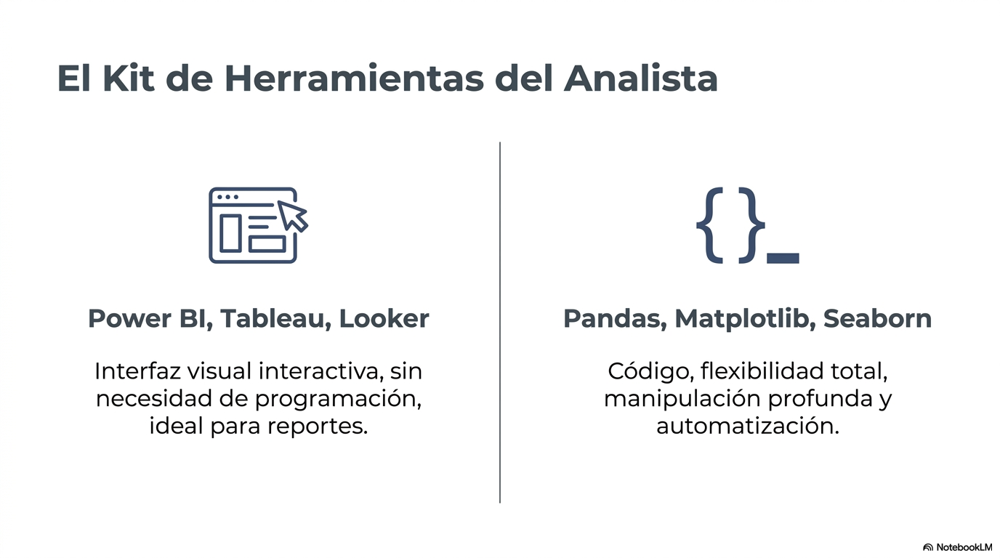 El Kit de Herramientas del Analista
{}_
Power BI, Tableau, Looker
Interfaz visual interactiva, sin
necesidad de programación,
ideal para reportes.
Pandas, Matplotlib, Seaborn
Código, flexibilidad total,
manipulación profunda y
automatización.
NotebookLM